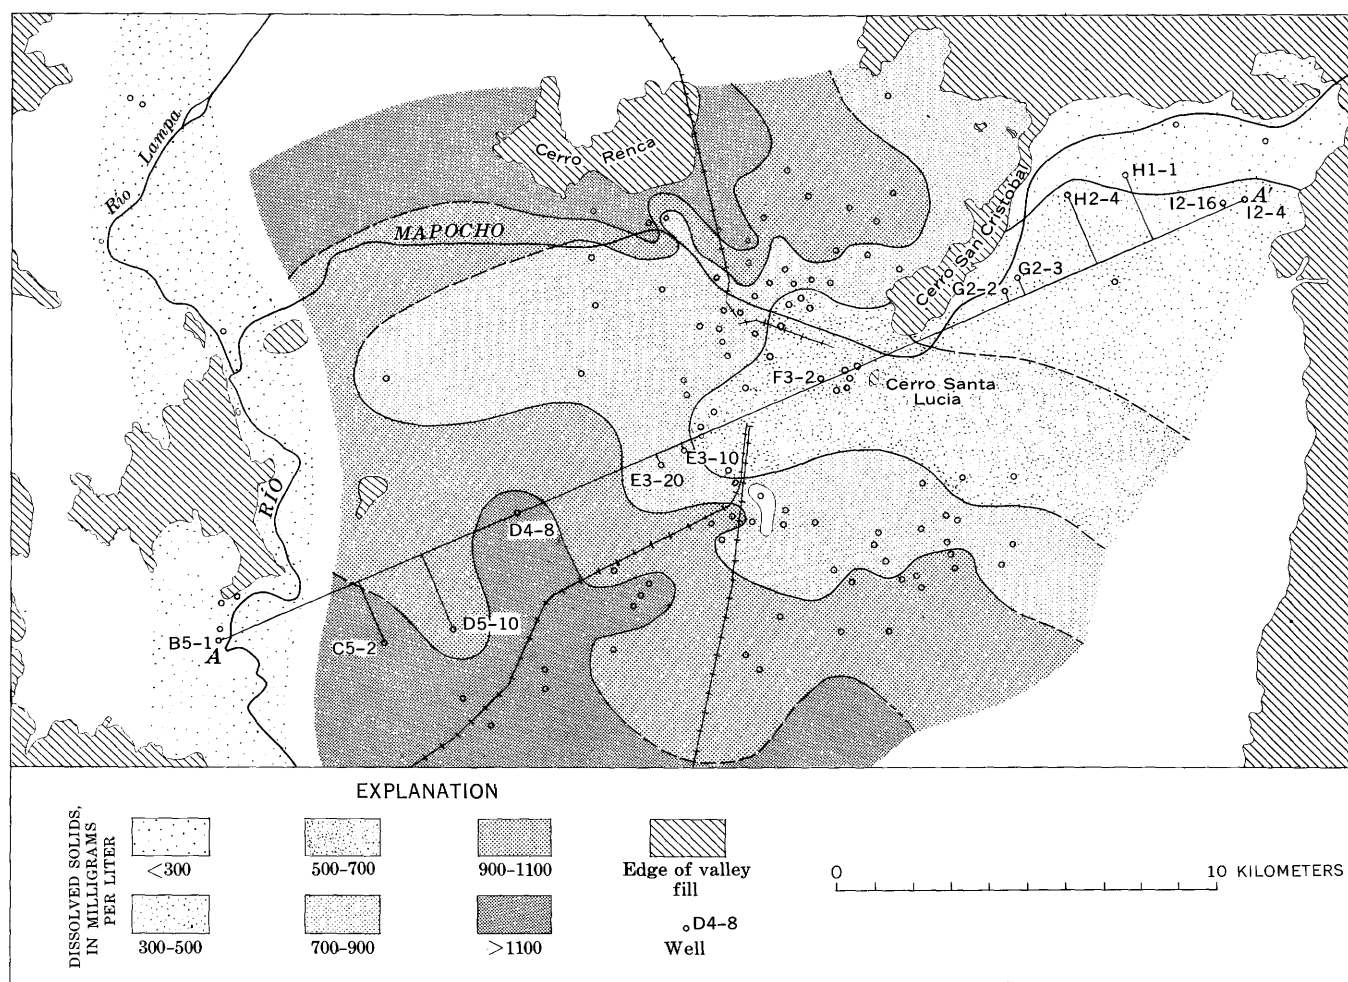 Río Lampa
Cerro Renca
MAPOCHO
Cerro San Cristobal
H1-1
H2-4
I2-16
A'
I2-4
G2-3
G2-2
F3-2
Cerro Santa
Lucia
E3-10
E3-20
RÍO
D4-8
D5-10
B5-1
A
C5-2
EXPLANATION
DISSOLVED SOLIDS,
IN MILLIGRAMS
PER LITER
<300
500-700
900-1100
Edge of valley
fill
0
10 KILOMETERS
300-500
700-900
>1100
D4-8
Well